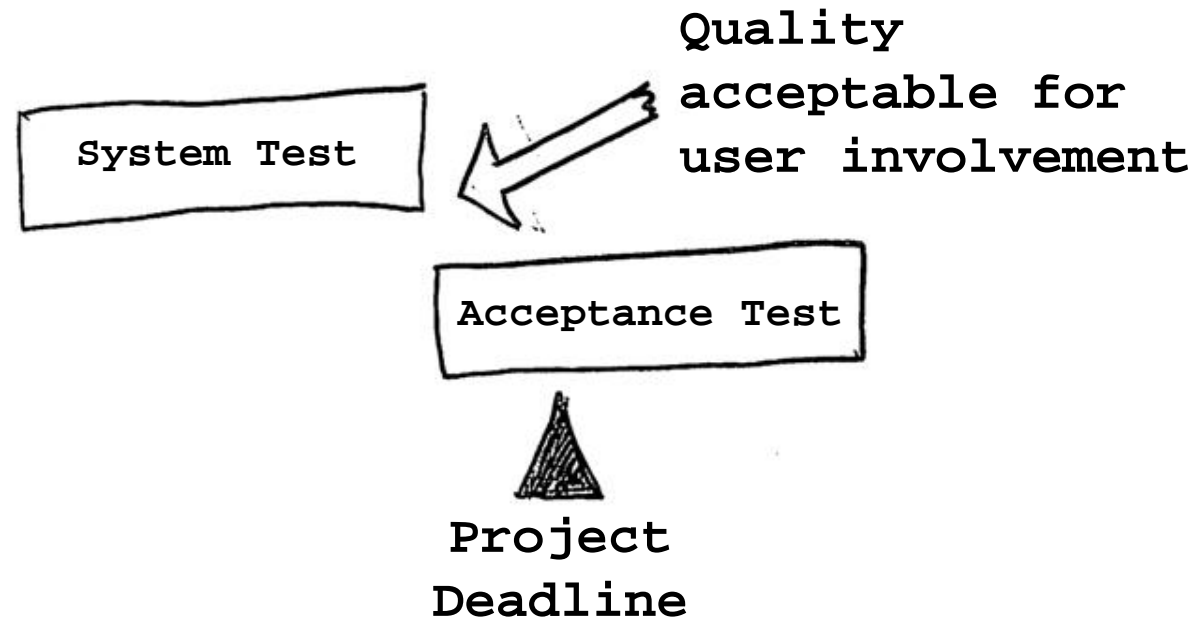 Quality
acceptable for
user involvement
System Test
Acceptance Test
Project
Deadline